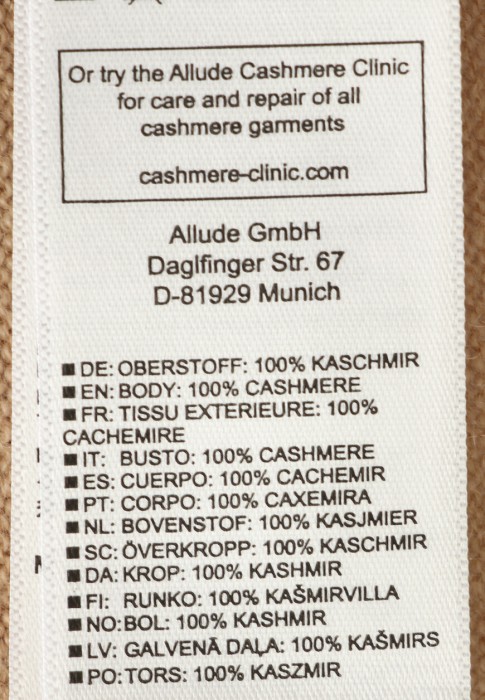 Or try the Allude Cashmere Clinic
for care and repair of all
cashmere garments
cashmere-clinic.com
Allude GmbH
Daglfinger Str. 67
D-81929 Munich
■ DE: OBERSTOFF: 100% KASCHMIR
■ EN: BODY: 100% CASHMERE
■ FR: TISSU EXTERIEURE: 100%
CACHEMIRE
■ IT: BUSTO: 100% CASHMERE
■ ES: CUERPO: 100% CACHEMIR
■ PT: CORPO: 100% CAXEMIRA
■ NL: BOVENSTOF: 100% KASJMIER
■ SC: ÖVERKROPP: 100% KASCHMIR
■ DA: KROP: 100% KASHMIR
■ FI: RUNKO: 100% KAŠMIRVILLA
■ NO: BOL: 100% KASHMIR
■ LV: GALVENĀ DAĻA: 100% KAŠMIRS
■ PO: TORS: 100% KASZMIR